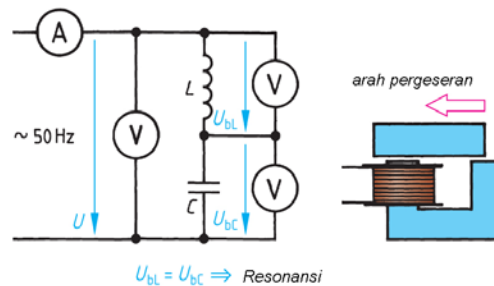 A
arah pergeseran
L
V
U_bL
~ 50 Hz
V
U
C
V
U_bC
U_bL = U_bC ⇒ Resonansi